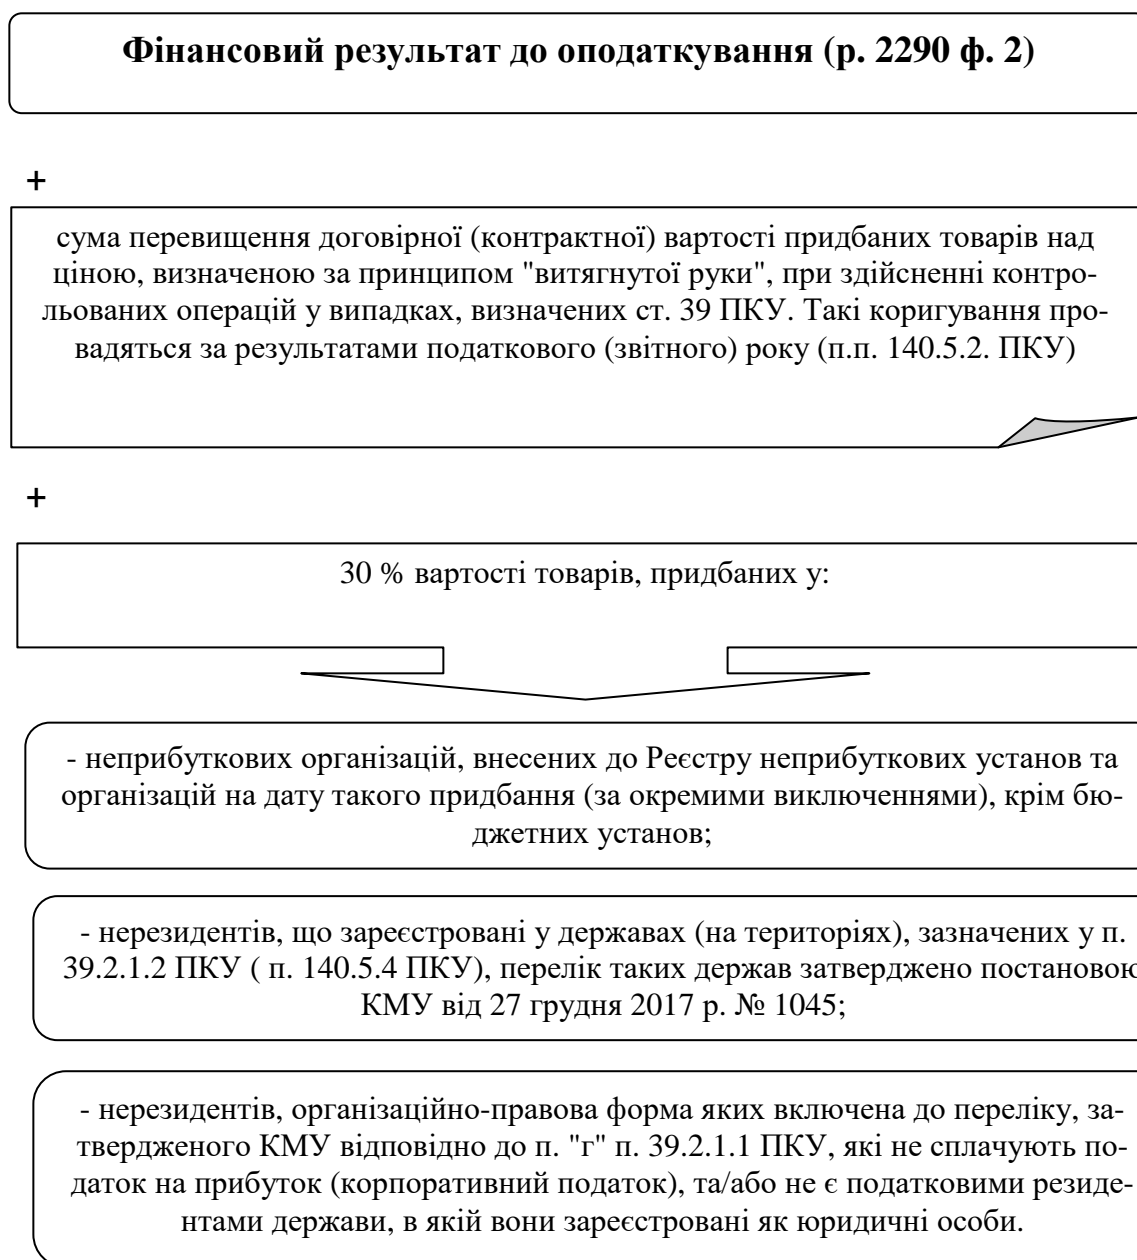 Фінансовий результат до оподаткування (р. 2290 ф. 2)
+
сума перевищення договірної (контрактної) вартості придбаних товарів над
ціною, визначеною за принципом "витягнутої руки", при здійсненні контро-
льованих операцій у випадках, визначених ст. 39 ПКУ. Такі коригування про-
вадяться за результатами податкового (звітного) року (п.п. 140.5.2. ПКУ)
+
30 % вартості товарів, придбаних у:
- неприбуткових організацій, внесених до Реєстру неприбуткових установ та
організацій на дату такого придбання (за окремими виключеннями), крім бю-
джетних установ;
- нерезидентів, що зареєстровані у державах (на територіях), зазначених у п.
39.2.1.2 ПКУ ( п. 140.5.4 ПКУ), перелік таких держав затверджено постановою
КМУ від 27 грудня 2017 р. № 1045;
- нерезидентів, організаційно-правова форма яких включена до переліку, за-
твердженого КМУ відповідно до п. "г" п. 39.2.1.1 ПКУ, які не сплачують по-
даток на прибуток (корпоративний податок), та/або не є податковими резиде-
нтами держави, в якій вони зареєстровані як юридичні особи.